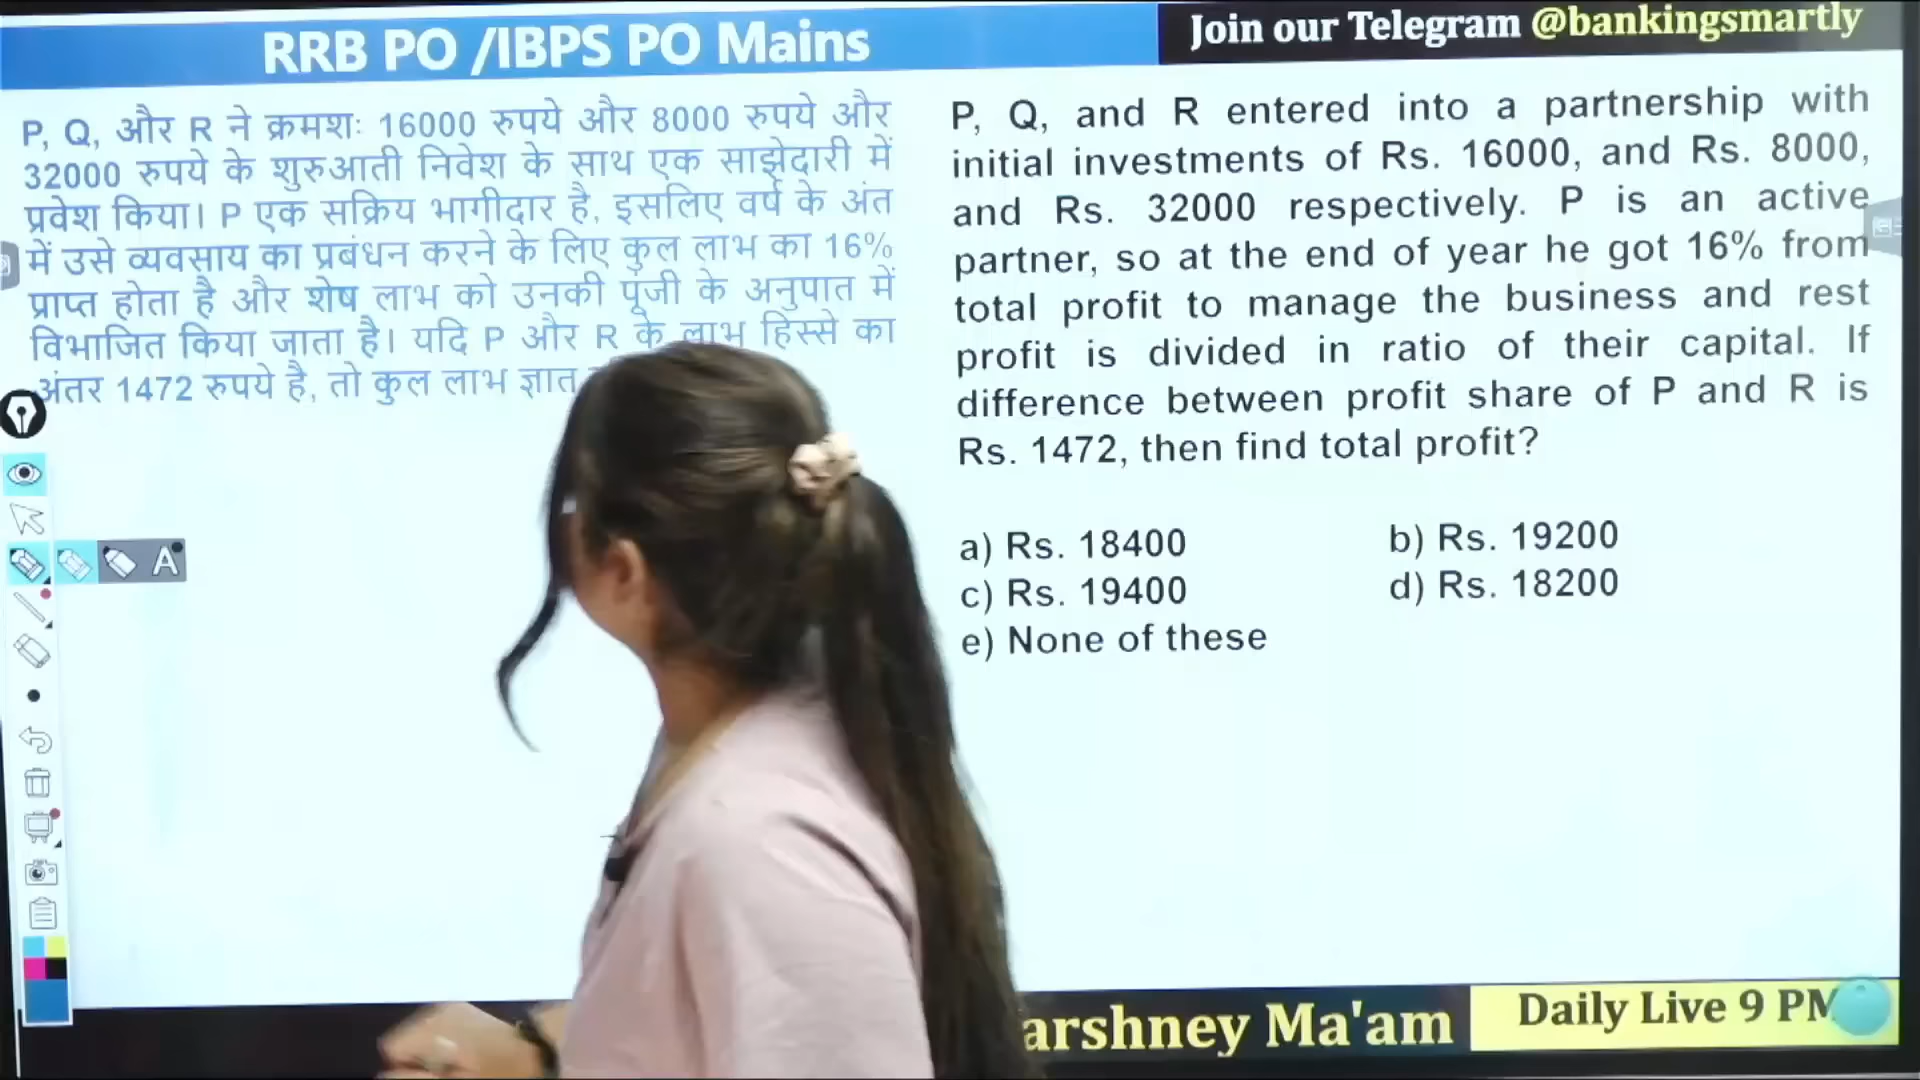 RRB PO /IBPS PO Mains
Join our Telegram @bankingsmartly
P, Q, और R ने क्रमशः 16000 रुपये और 8000 रुपये और
32000 रुपये के शुरुआती निवेश के साथ एक साझेदारी में
प्रवेश किया। P एक सक्रिय भागीदार है, इसलिए वर्ष के अंत
में उसे व्यवसाय का प्रबंधन करने के लिए कुल लाभ का 16%
प्राप्त होता है और शेष लाभ को उनकी पूंजी के अनुपात में
विभाजित किया जाता है। यदि P और R के लाभ हिस्से का
अंतर 1472 रुपये है, तो कुल लाभ ज्ञात
P, Q, and R entered into a partnership with
initial investments of Rs. 16000, and Rs. 8000,
and Rs. 32000 respectively. P is an active
partner, so at the end of year he got 16% from
total profit to manage the business and rest
profit is divided in ratio of their capital. If
difference between profit share of P and R is
Rs. 1472, then find total profit?
a) Rs. 18400 b) Rs. 19200
c) Rs. 19400 d) Rs. 18200
e) None of these
A
arshney Ma'am
Daily Live 9 PM